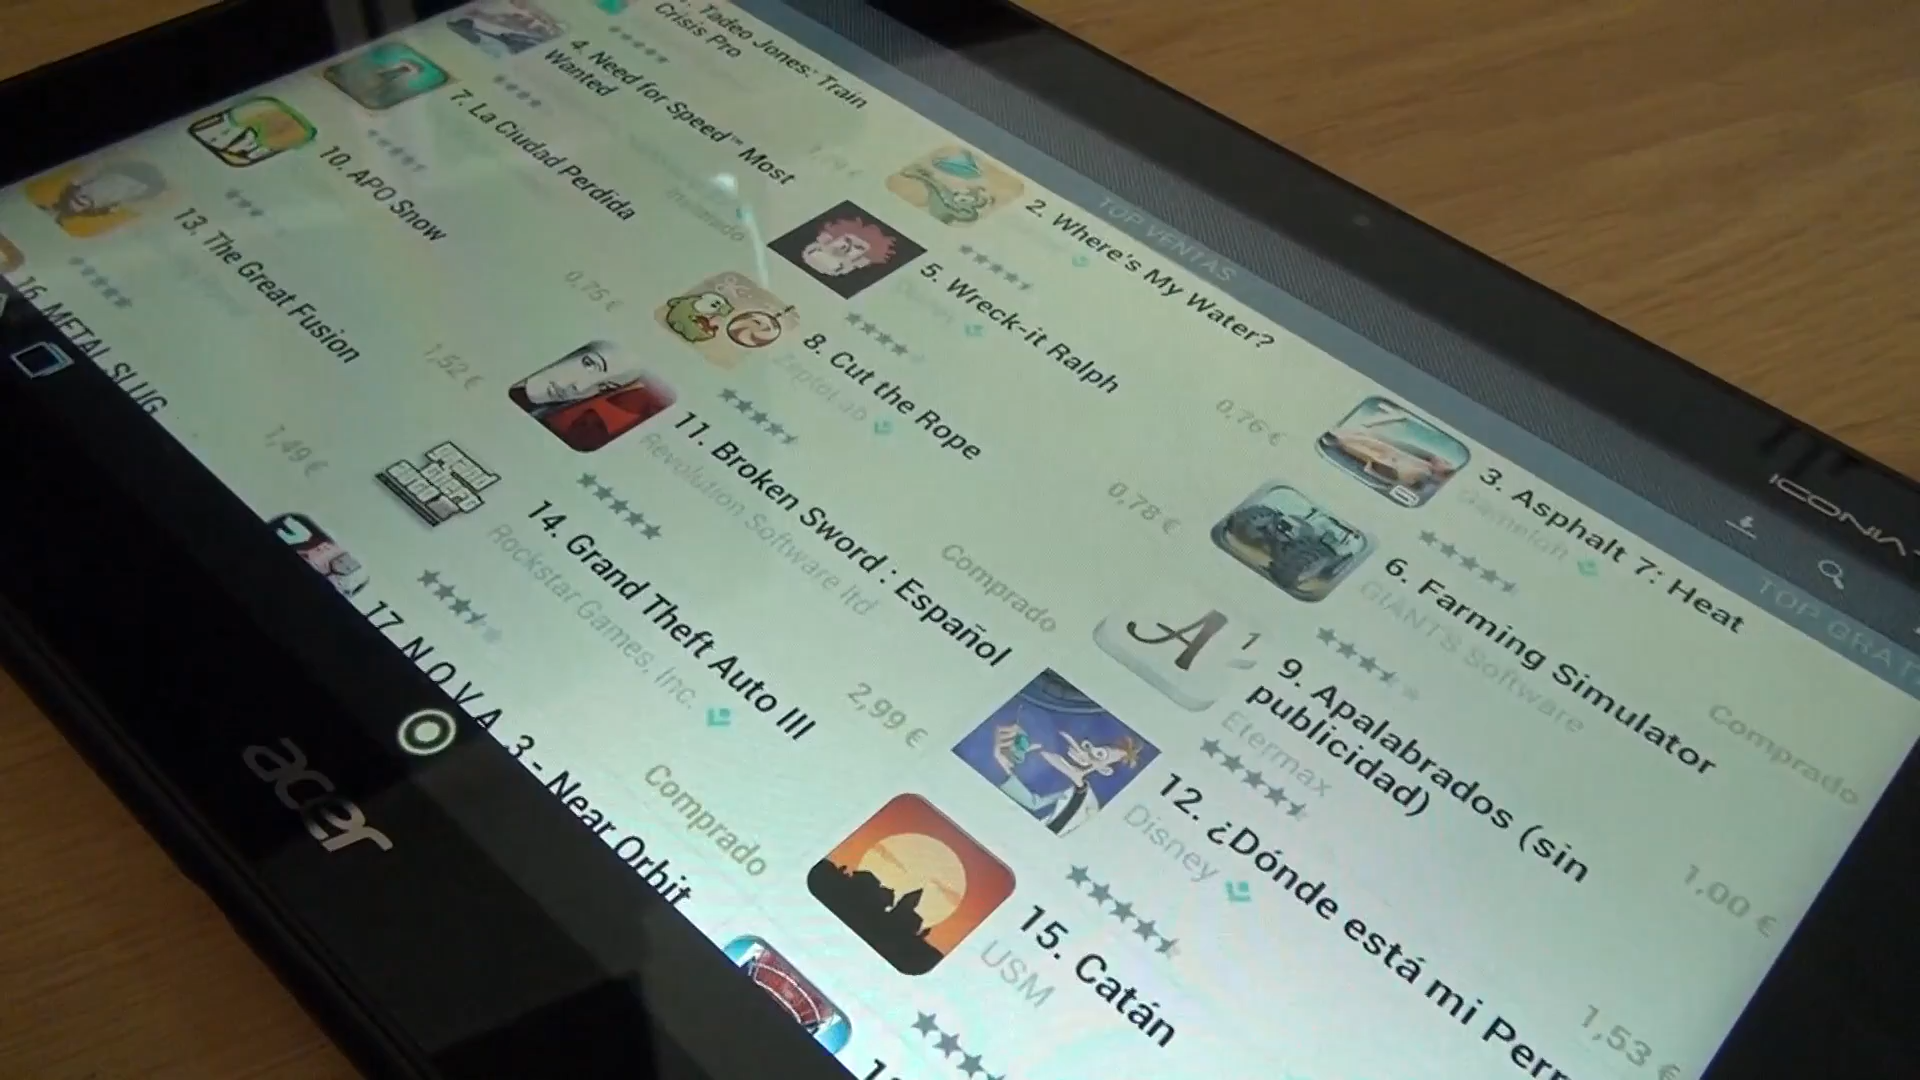 ICONIA
TOP VENTAS
TOP GRAT
1. Tadeo Jones: Train
Crisis Pro
2. Where's My Water?
0,76 €
3. Asphalt 7: Heat
Gameloft
Comprado
4. Need for Speed™ Most
Wanted
5. Wreck-it Ralph
Disney
0,78 €
6. Farming Simulator
GIANTS Software
1,00 €
7. La Ciudad Perdida
0,75 €
8. Cut the Rope
ZeptoLab
Comprado
9. Apalabrados (sin
publicidad)
Etermax
1,53 €
10. APO Snow
1,52 €
11. Broken Sword : Español
Revolution Software ltd
2,99 €
12. ¿Dónde está mi Perr
Disney
13. The Great Fusion
1,49 €
14. Grand Theft Auto III
Rockstar Games, Inc.
Comprado
15. Catán
USM
16. METAL SLUG
17. N.O.V.A. 3 - Near Orbit
acer